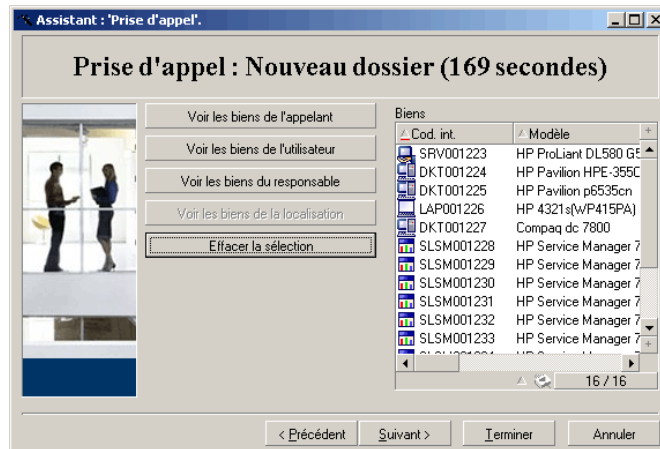 Assistant : 'Prise d'appel'.
Prise d'appel : Nouveau dossier (169 secondes)
Voir les biens de l'appelant
Voir les biens de l'utilisateur
Voir les biens du responsable
Voir les biens de la localisation
Effacer la sélection
Biens
Cod. int. Modèle
SRV001223 HP ProLiant DL580 G5
DKT001224 HP Pavilion HPE-355C
DKT001225 HP Pavilion p6535cn
LAP001226 HP 4321s(WP415PA)
DKT001227 Compaq dc 7800
SLSM001228 HP Service Manager 7
SLSM001229 HP Service Manager 7
SLSM001230 HP Service Manager 7
SLSM001231 HP Service Manager 7
SLSM001232 HP Service Manager 7
SLSM001233 HP Service Manager 7
16 / 16
< Précédent Suivant > Terminer Annuler